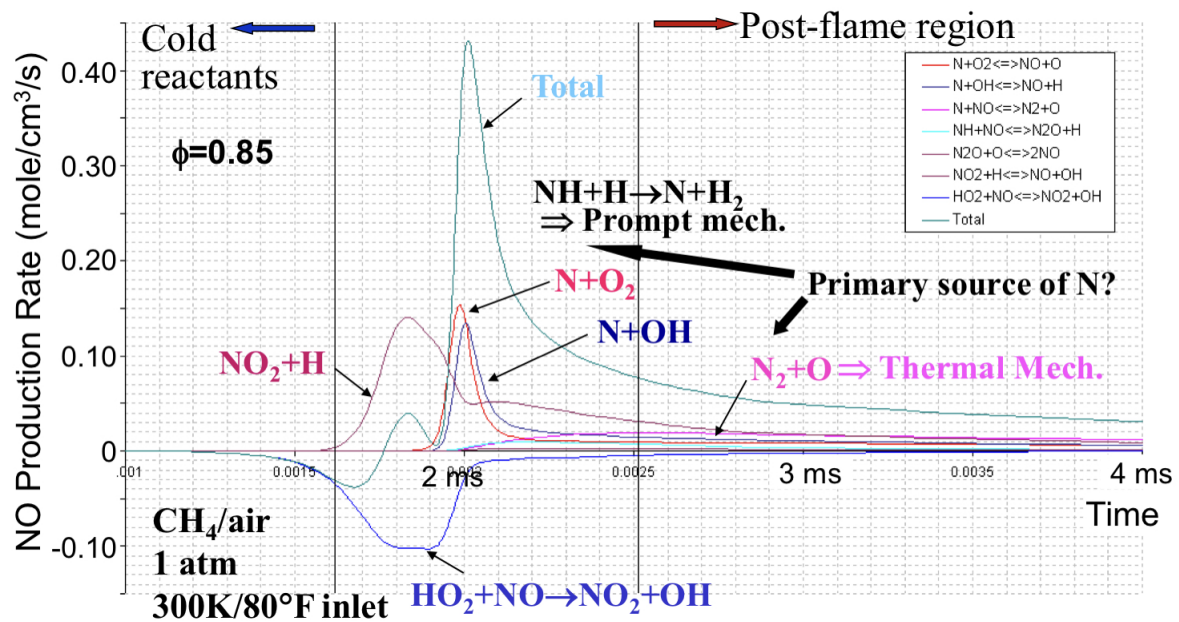 Cold
reactants
Post-flame region
NO Production Rate (mole/cm³/s)
0.40
0.30
0.20
0.10
0
-0.10
ϕ=0.85
Total
N+O2<=>NO+O
N+OH<=>NO+H
N+NO<=>N2+O
NH+NO<=>N2O+H
N2O+O<=>2NO
NO2+H<=>NO+OH
HO2+NO<=>NO2+OH
Total
NH+H→N+H₂
⇒ Prompt mech.
Primary source of N?
N+O₂
N+OH
NO₂+H
N₂+O⇒Thermal Mech.
.001
0.0015
2 ms
0.0025
3 ms
0.0035
4 ms
Time
CH₄/air
1 atm
300K/80°F inlet
HO₂+NO→NO₂+OH